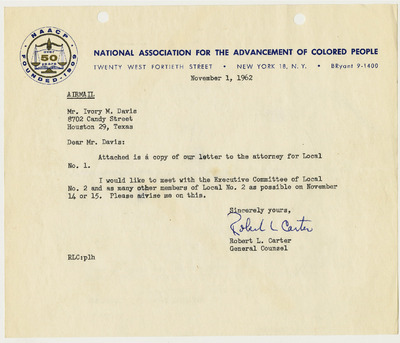 NAACP
OVER
50
YEARS
FOUNDED-1909
NATIONAL ASSOCIATION FOR THE ADVANCEMENT OF COLORED PEOPLE
TWENTY WEST FORTIETH STREET • NEW YORK 18, N. Y. • BRyant 9-1400
November 1, 1962
AIRMAIL
Mr. Ivory M. Davis
8702 Candy Street
Houston 29, Texas
Dear Mr. Davis:
Attached is a copy of our letter to the attorney for Local
No. 1.
I would like to meet with the Executive Committee of Local
No. 2 and as many other members of Local No. 2 as possible on November
14 or 15. Please advise me on this.
Sincerely yours,
Robert L Carter
Robert L. Carter
General Counsel
RLC:plh